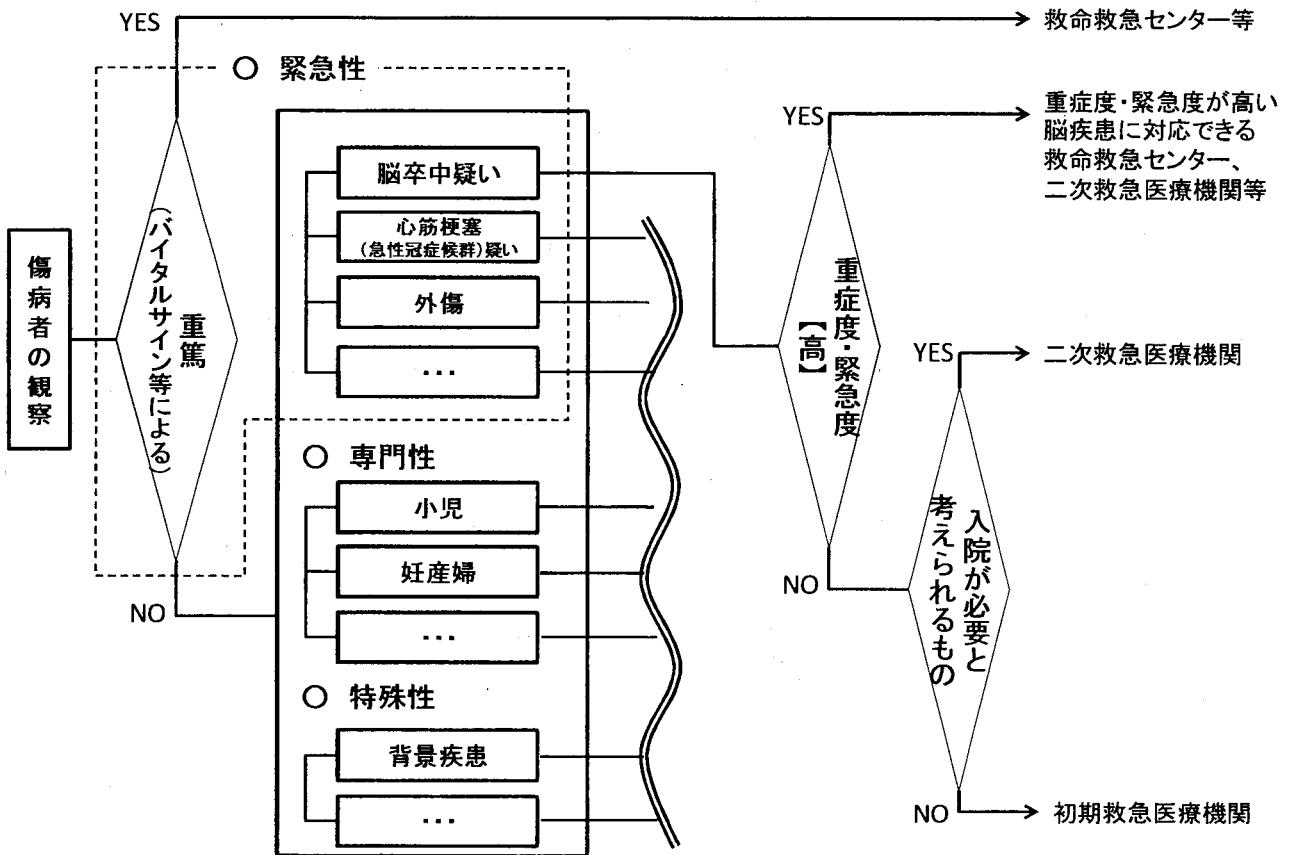 YES
救命救急センター等
○ 緊急性
YES
重症度・緊急度が高い
脳疾患に対応できる
救命救急センター、
二次救急医療機関等
脳卒中疑い
心筋梗塞
(急性冠症候群)疑い
外傷
…
傷病者の観察
重篤
(バイタルサイン等による)
重症度・緊急度
【高】
YES
二次救急医療機関
○ 専門性
小児
妊産婦
…
NO
NO
入院が必要と
考えられるもの
○ 特殊性
背景疾患
…
NO
初期救急医療機関